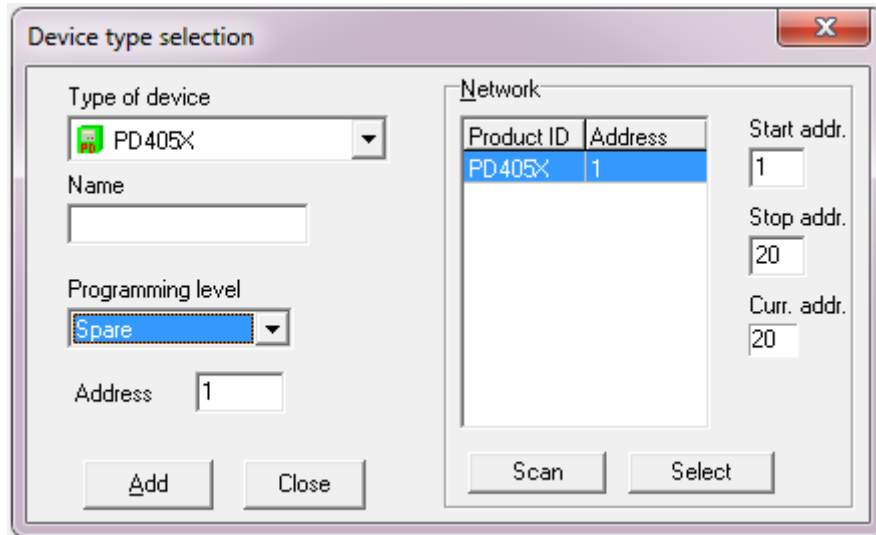 Device type selection
Type of device
PD PD405X
Name
Programming level
Spare
Address 1
Add Close
Network
Product ID Address
PD405X 1
Start addr.
1
Stop addr.
20
Curr. addr.
20
Scan Select